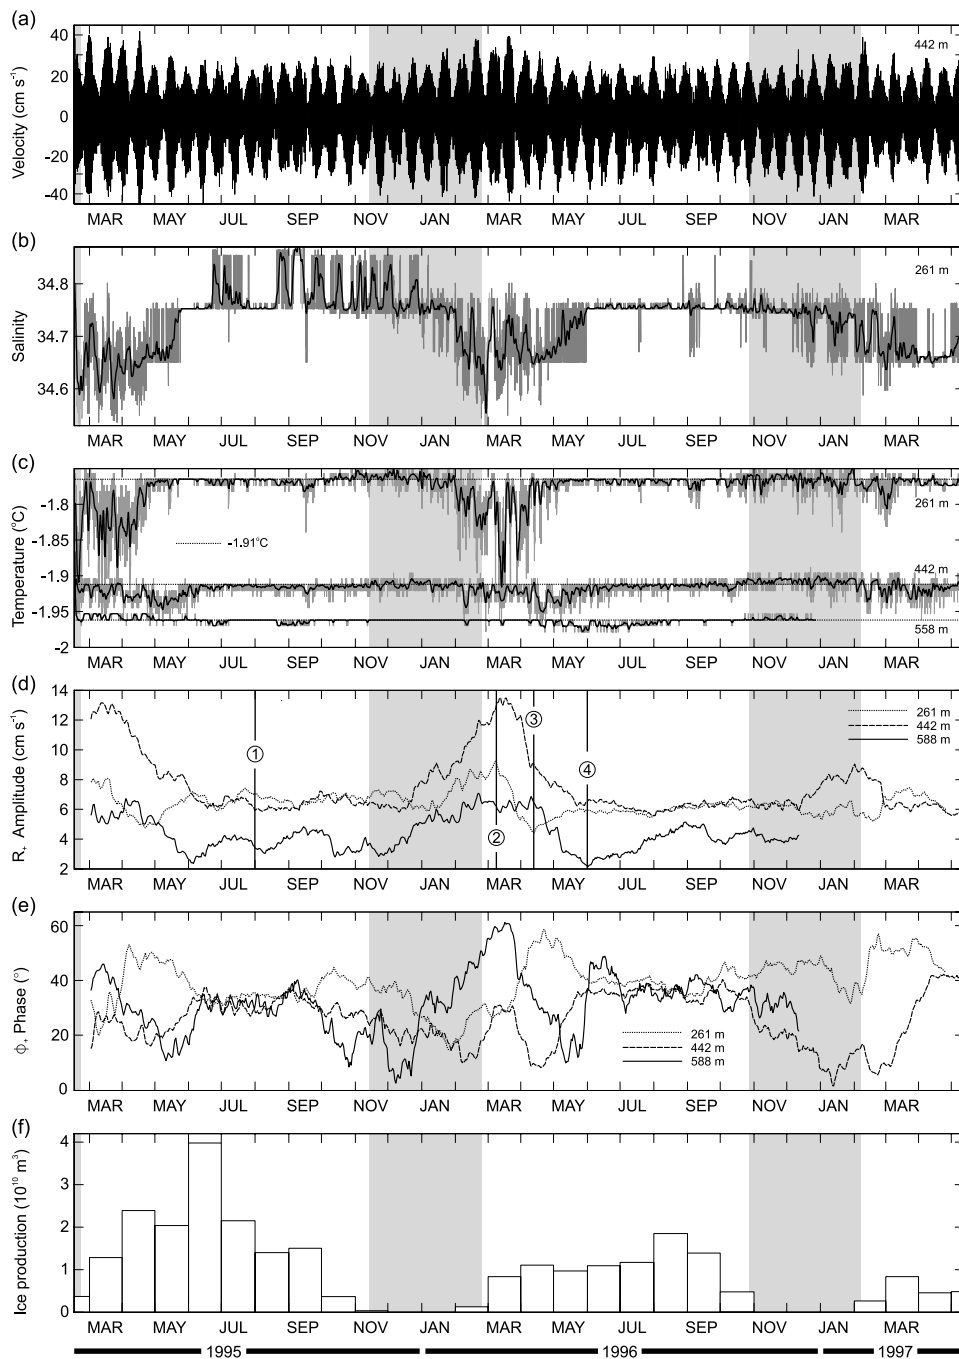 (a)
Velocity (cm s⁻¹)
40
20
0
-20
-40
442 m
MAR MAY JUL SEP NOV JAN MAR MAY JUL SEP NOV JAN MAR
(b)
Salinity
34.8
34.7
34.6
261 m
MAR MAY JUL SEP NOV JAN MAR MAY JUL SEP NOV JAN MAR
(c)
Temperature (°C)
-1.8
-1.85
-1.9
-1.95
-2
261 m
-1.91°C
442 m
558 m
MAR MAY JUL SEP NOV JAN MAR MAY JUL SEP NOV JAN MAR
(d)
R₊ Amplitude (cm s⁻¹)
14
12
10
8
6
4
2
1
2
3
4
261 m
442 m
588 m
MAR MAY JUL SEP NOV JAN MAR MAY JUL SEP NOV JAN MAR
(e)
ϕ₊ Phase (°)
60
40
20
0
261 m
442 m
588 m
MAR MAY JUL SEP NOV JAN MAR MAY JUL SEP NOV JAN MAR
(f)
Ice production (10¹⁰ m³)
4
3
2
1
0
MAR MAY JUL SEP NOV JAN MAR MAY JUL SEP NOV JAN MAR
1995 1996 1997